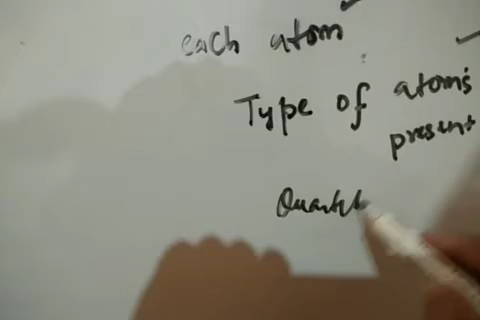 each atom
Type of atoms
present